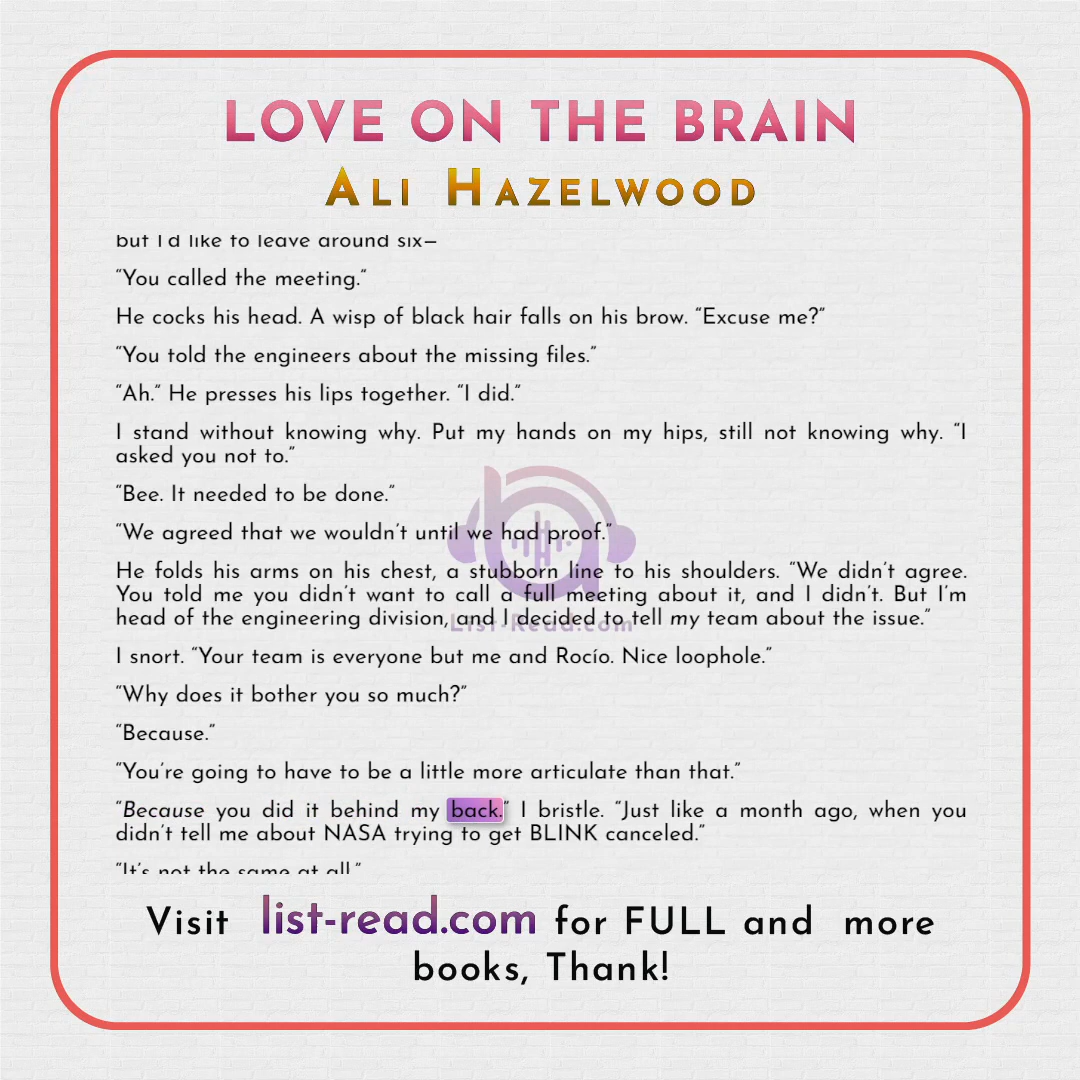 LOVE ON THE BRAIN
ALI HAZELWOOD
but I'd like to leave around six—
“You called the meeting.”
He cocks his head. A wisp of black hair falls on his brow. “Excuse me?”
“You told the engineers about the missing files.”
“Ah.” He presses his lips together. “I did.”
I stand without knowing why. Put my hands on my hips, still not knowing why. “I
asked you not to.”
“Bee. It needed to be done.”
“We agreed that we wouldn’t until we had proof.”
He folds his arms on his chest, a stubborn line to his shoulders. “We didn’t agree.
You told me you didn’t want to call a full meeting about it, and I didn’t. But I’m
head of the engineering division, and I decided to tell my team about the issue.”
List-Read.com
I snort. “Your team is everyone but me and Rocío. Nice loophole.”
“Why does it bother you so much?”
“Because.”
“You’re going to have to be a little more articulate than that.”
“Because you did it behind my back.” I bristle. “Just like a month ago, when you
didn’t tell me about NASA trying to get BLINK canceled.”
“It’s not the same at all.”
Visit list-read.com for FULL and more
books, Thank!